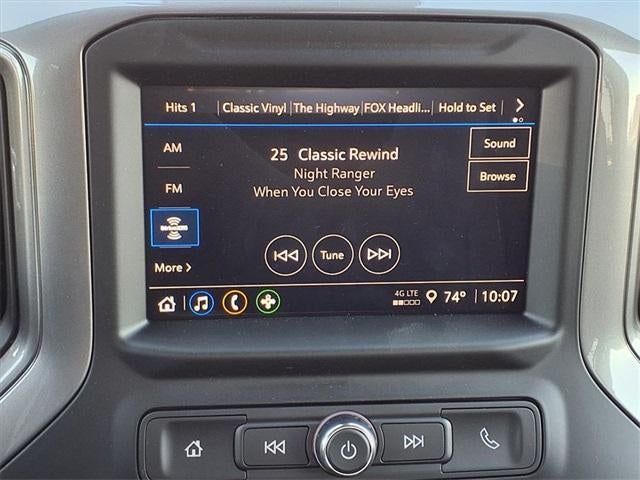 Hits 1 Classic Vinyl The Highway FOX Headli... Hold to Set
AM
25 Classic Rewind
Sound
Night Ranger
Browse
FM
When You Close Your Eyes
SiriusXM
Tune
More
4G LTE 74° 10:07